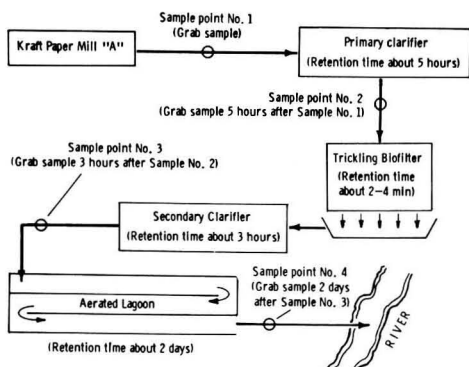 Sample point No. 1
(Grab sample)
Kraft Paper Mill "A"
Primary clarifier
(Retention time about 5 hours)
Sample point No. 2
(Grab sample 5 hours after Sample No. 1)
Sample point No. 3
(Grab sample 3 hours after Sample No. 2)
Trickling Biofilter
(Retention time
about 2-4 min)
Secondary Clarifier
(Retention time about 3 hours)
Sample point No. 4
(Grab sample 2 days
after Sample No. 3)
Aerated Lagoon
(Retention time about 2 days)
RIVER